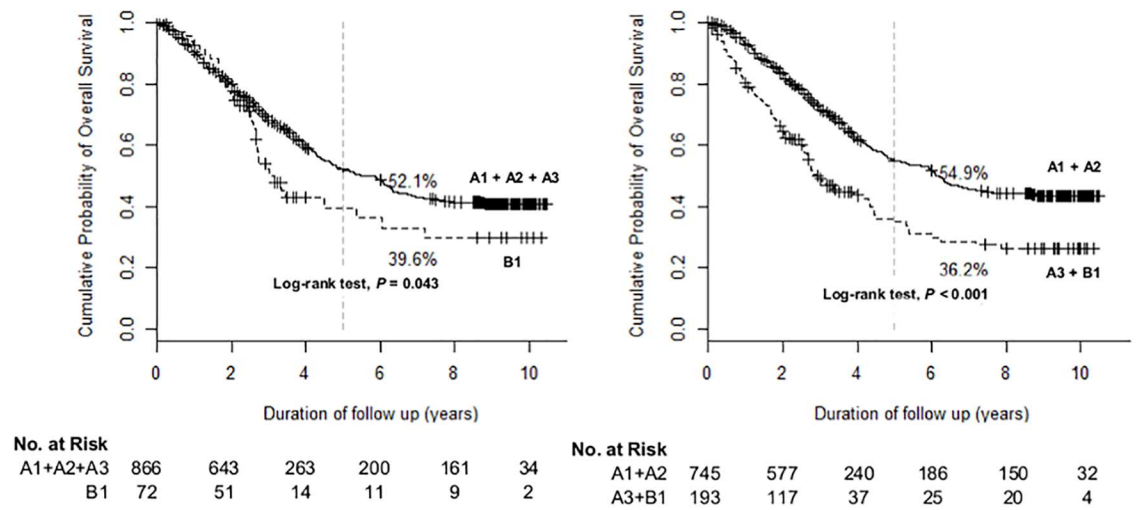 Cumulative Probability of Overall Survival
1.0
0.8
0.6
0.4
0.2
0.0
52.1%
A1 + A2 + A3
39.6%
B1
Log-rank test, P = 0.043
0 2 4 6 8 10
Duration of follow up (years)
No. at Risk
A1+A2+A3 866 643 263 200 161 34
B1 72 51 14 11 9 2
Cumulative Probability of Overall Survival
1.0
0.8
0.6
0.4
0.2
0.0
54.9%
A1 + A2
36.2%
A3 + B1
Log-rank test, P < 0.001
0 2 4 6 8 10
Duration of follow up (years)
No. at Risk
A1+A2 745 577 240 186 150 32
A3+B1 193 117 37 25 20 4